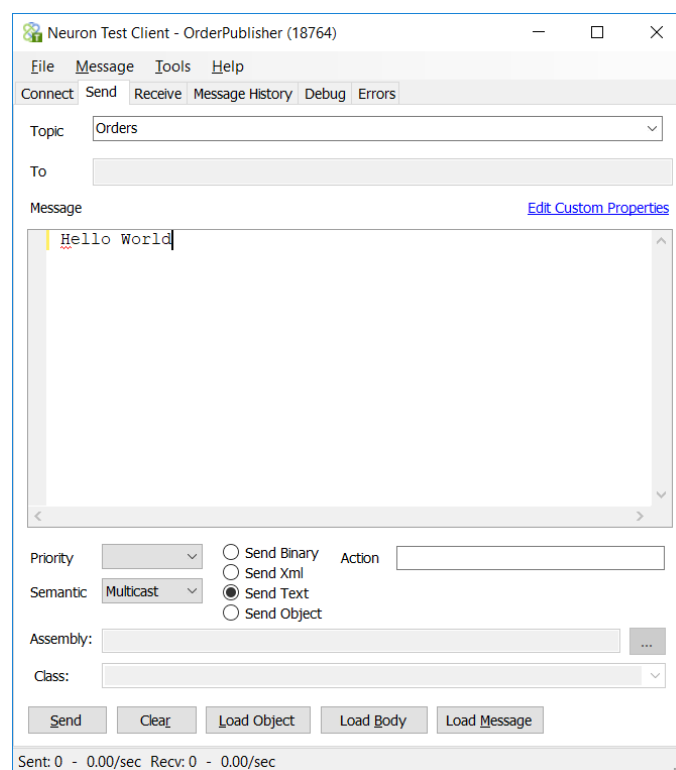 Neuron Test Client - OrderPublisher (18764)
File Message Tools Help
Connect Send Receive Message History Debug Errors
Topic Orders
To
Message Edit Custom Properties
Hello World
Priority Send Binary Action
Send Xml
Semantic Multicast Send Text
Send Object
Assembly: ...
Class:
Send Clear Load Object Load Body Load Message
Sent: 0 - 0.00/sec Recv: 0 - 0.00/sec